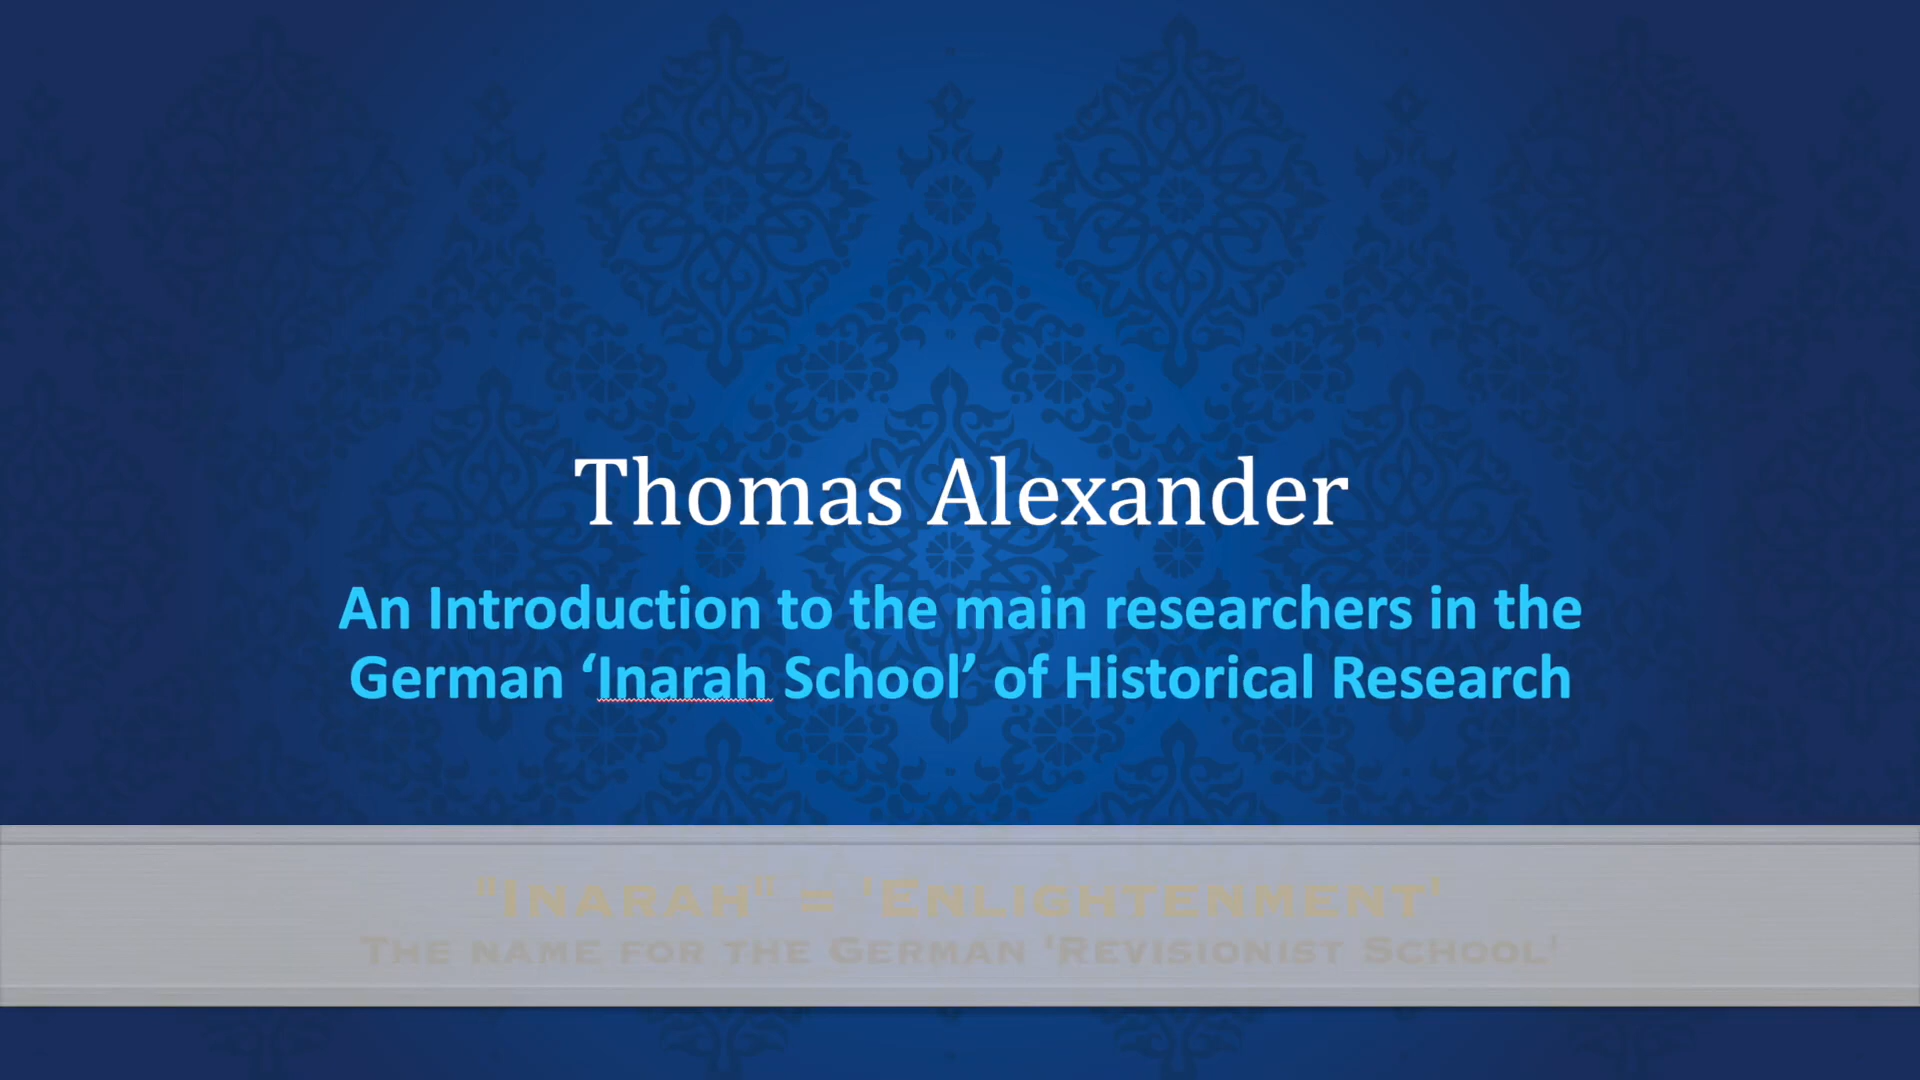 Thomas Alexander
An Introduction to the main researchers in the
German ‘Inarah School’ of Historical Research
"Inarah" = 'Enlightenment'
The name for the German 'Revisionist School'